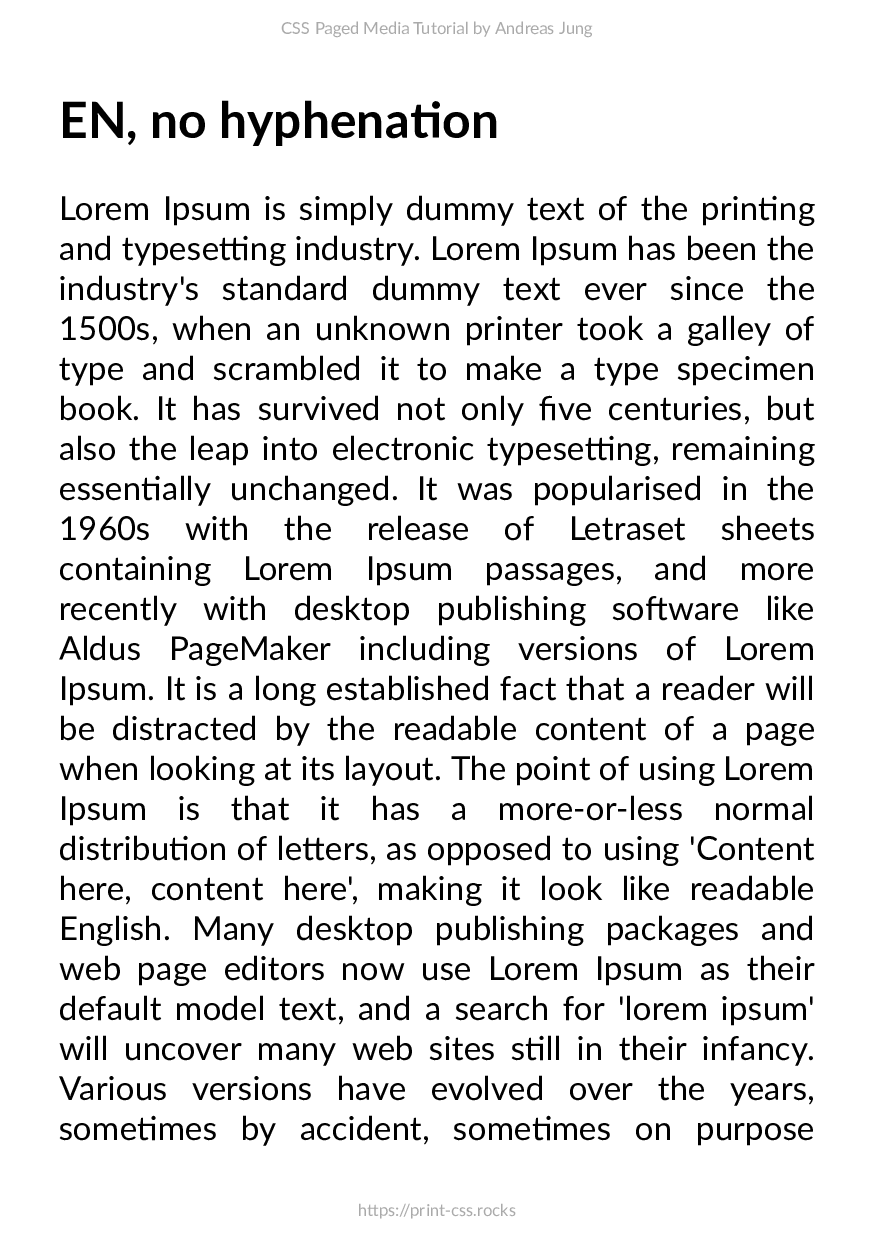 CSS Paged Media Tutorial by Andreas Jung
EN, no hyphenation
Lorem Ipsum is simply dummy text of the printing
and typesetting industry. Lorem Ipsum has been the
industry's standard dummy text ever since the
1500s, when an unknown printer took a galley of
type and scrambled it to make a type specimen
book. It has survived not only five centuries, but
also the leap into electronic typesetting, remaining
essentially unchanged. It was popularised in the
1960s with the release of Letraset sheets
containing Lorem Ipsum passages, and more
recently with desktop publishing software like
Aldus PageMaker including versions of Lorem
Ipsum. It is a long established fact that a reader will
be distracted by the readable content of a page
when looking at its layout. The point of using Lorem
Ipsum is that it has a more-or-less normal
distribution of letters, as opposed to using 'Content
here, content here', making it look like readable
English. Many desktop publishing packages and
web page editors now use Lorem Ipsum as their
default model text, and a search for 'lorem ipsum'
will uncover many web sites still in their infancy.
Various versions have evolved over the years,
sometimes by accident, sometimes on purpose
https://print-css.rocks